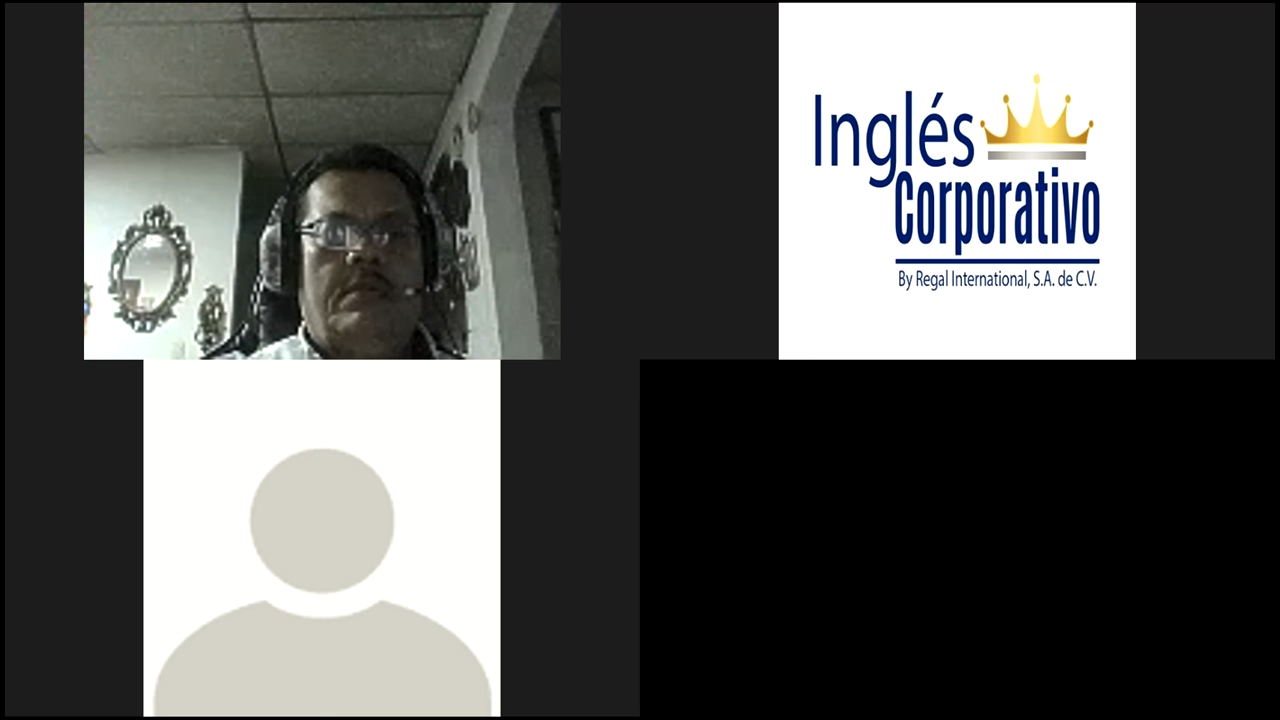 Inglés
Corporativo
By Regal International, S.A. de C.V.